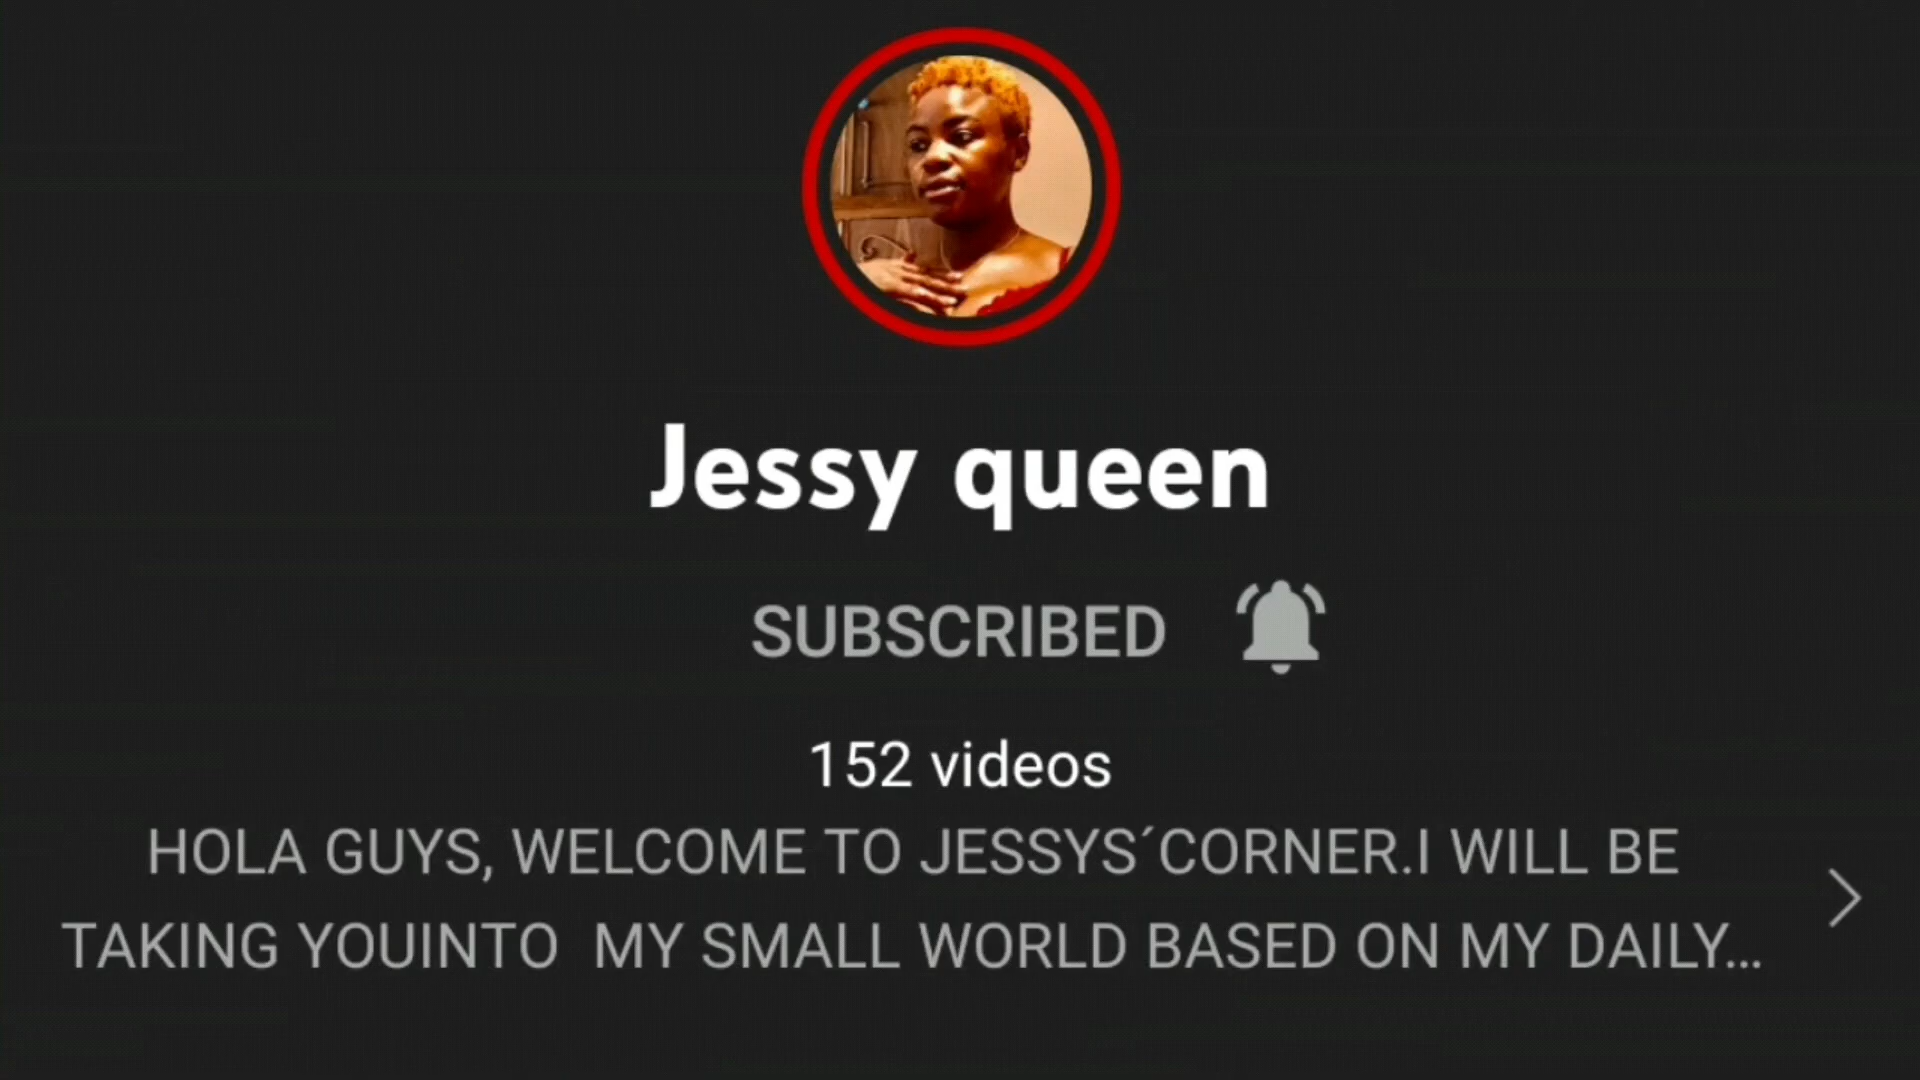 Jessy queen
SUBSCRIBED
152 videos
HOLA GUYS, WELCOME TO JESSYS´CORNER.I WILL BE
TAKING YOUINTO  MY SMALL WORLD BASED ON MY DAILY...